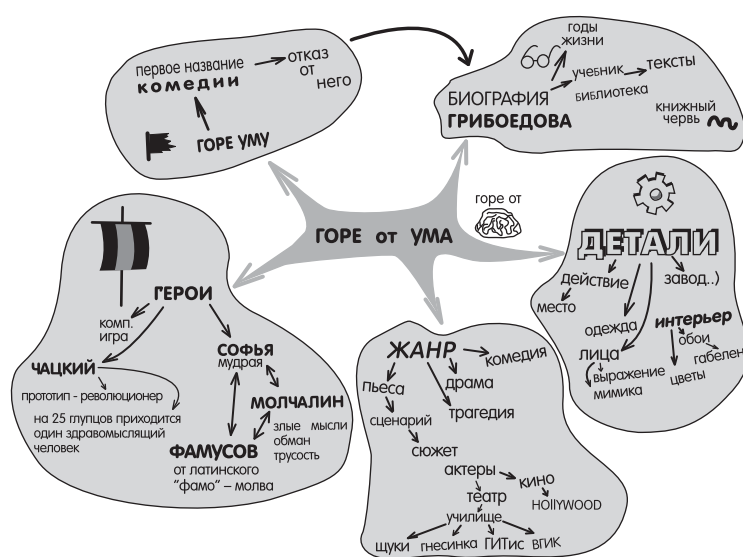 первое название
комедии
отказ
от
него
ГОРЕ УМУ
годы
жизни
учебник
тексты
библиотека
БИОГРАФИЯ
ГРИБОЕДОВА
книжный
червь
ГОРЕ от УМА
горе от
ДЕТАЛИ
действие
завод..)
место
одежда
интерьер
обои
габелен
цветы
лица
выражение
мимика
ГЕРОИ
комп.
игра
ЧАЦКИЙ
прототип - революционер
на 25 глупцов приходится
один здравомыслящий
человек
СОФЬЯ
мудрая
МОЛЧАЛИН
злые мысли
обман
трусость
ФАМУСОВ
от латинского
"фамо" – молва
ЖАНР
комедия
пьеса
драма
трагедия
сценарий
сюжет
актеры
кино
HOLLYWOOD
театр
училище
щуки
гнесинка
ГИТис
ВГИК